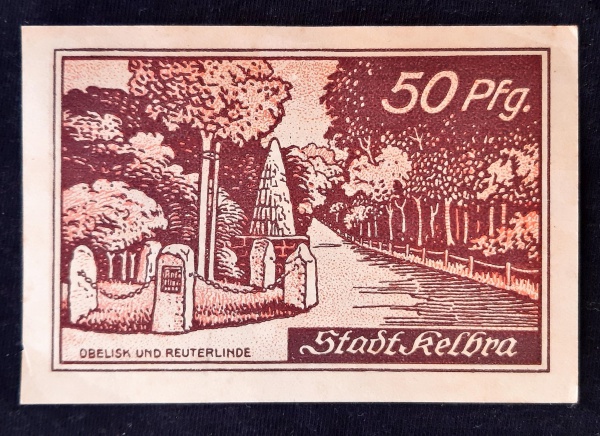 50 Pfg.
OBELISK UND REUTERLINDE
Stadt Kelbra